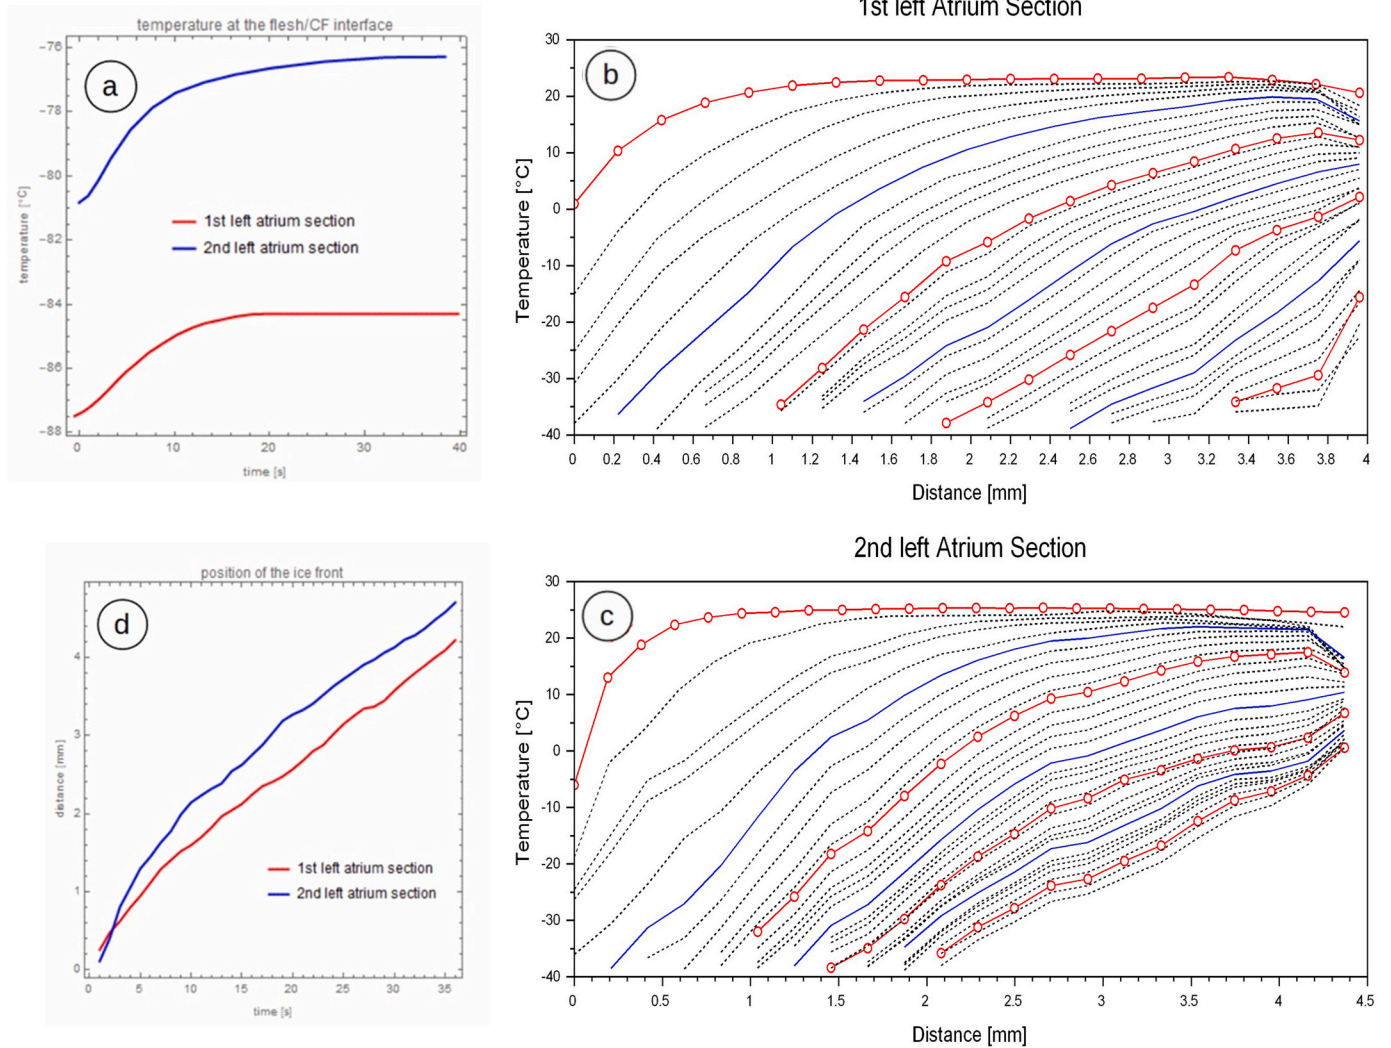 temperature at the flesh/CF interface
a
−76
−78
−80
−82
−84
−86
−88
temperature [°C]
1st left atrium section
2nd left atrium section
0 10 20 30 40
time [s]
1st left Atrium Section
b
30
20
10
0
-10
-20
-30
-40
Temperature [°C]
0 0.2 0.4 0.6 0.8 1 1.2 1.4 1.6 1.8 2 2.2 2.4 2.6 2.8 3 3.2 3.4 3.6 3.8 4
Distance [mm]
position of the ice front
d
4
3
2
1
0
distance [mm]
1st left atrium section
2nd left atrium section
0 5 10 15 20 25 30 35
time [s]
2nd left Atrium Section
c
30
20
10
0
-10
-20
-30
-40
Temperature [°C]
0 0.5 1 1.5 2 2.5 3 3.5 4 4.5
Distance [mm]